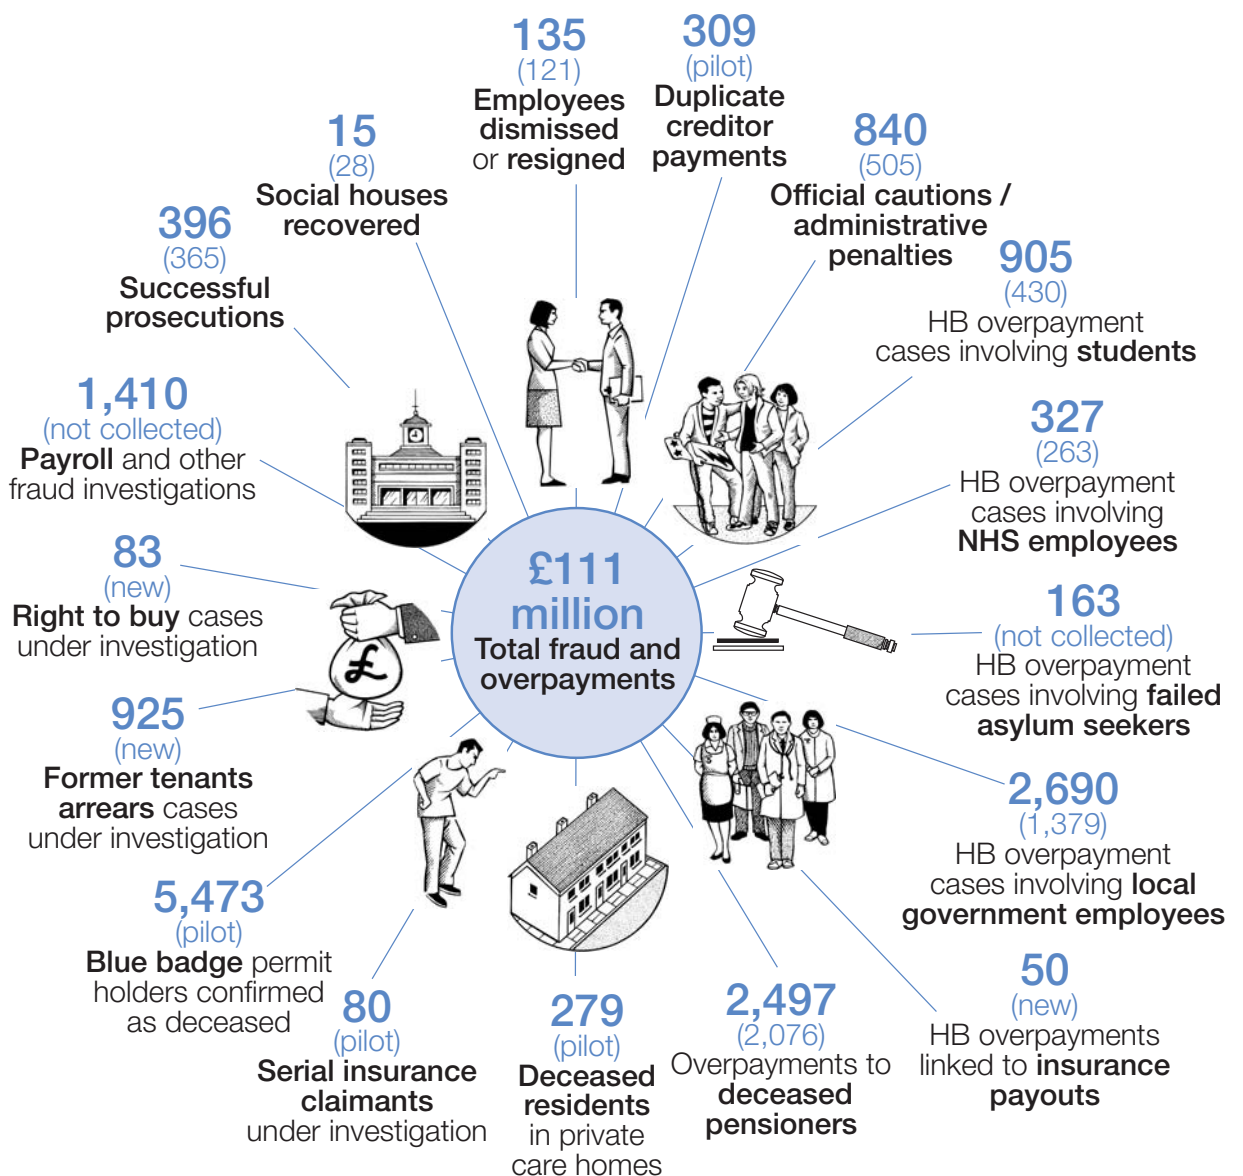 135
(121)
Employees
dismissed
or resigned
309
(pilot)
Duplicate
creditor
payments
840
(505)
Official cautions /
administrative
penalties
905
(430)
HB overpayment
cases involving students
327
(263)
HB overpayment
cases involving
NHS employees
163
(not collected)
HB overpayment
cases involving failed
asylum seekers
2,690
(1,379)
HB overpayment
cases involving local
government employees
50
(new)
HB overpayments
linked to insurance
payouts
2,497
(2,076)
Overpayments to
deceased
pensioners
279
(pilot)
Deceased
residents
in private
care homes
80
(pilot)
Serial insurance
claimants
under investigation
5,473
(pilot)
Blue badge permit
holders confirmed
as deceased
925
(new)
Former tenants
arrears cases
under investigation
83
(new)
Right to buy cases
under investigation
1,410
(not collected)
Payroll and other
fraud investigations
396
(365)
Successful
prosecutions
15
(28)
Social houses
recovered
£111
million
Total fraud and
overpayments
£